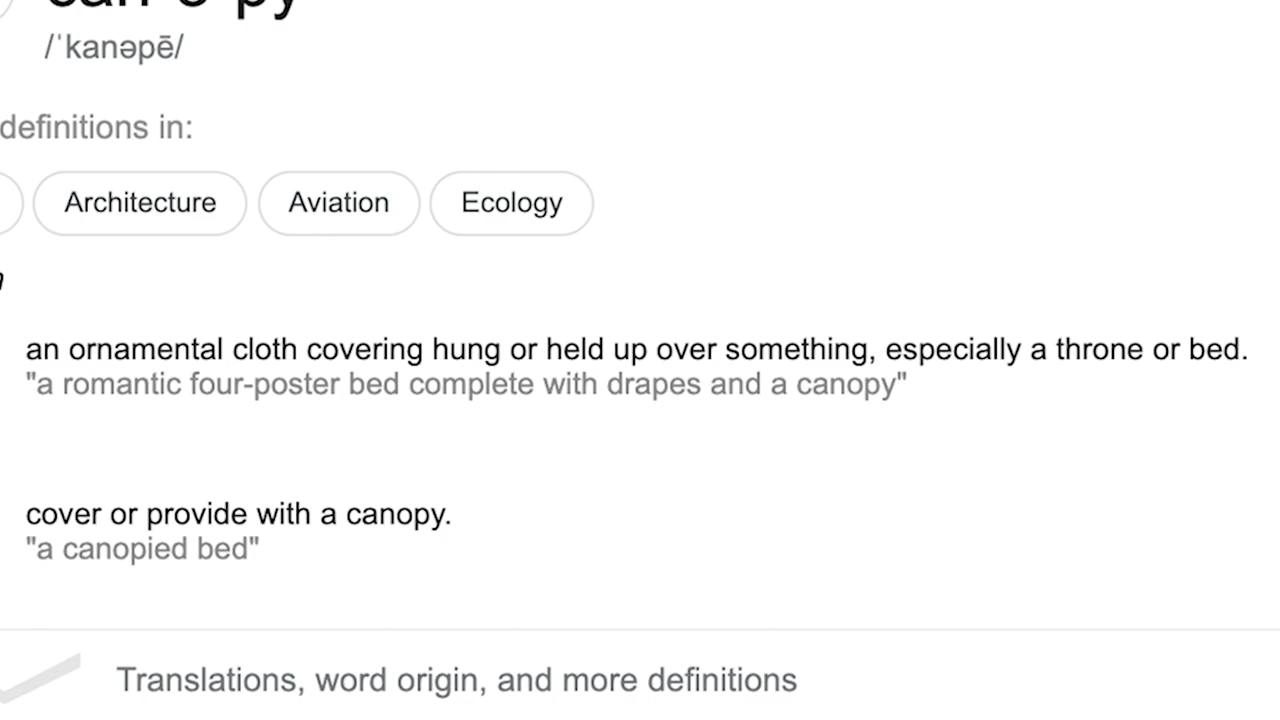 can·o·py
/ˈkanəpē/
definitions in:
Architecture Aviation Ecology
an ornamental cloth covering hung or held up over something, especially a throne or bed.
"a romantic four-poster bed complete with drapes and a canopy"
cover or provide with a canopy.
"a canopied bed"
Translations, word origin, and more definitions